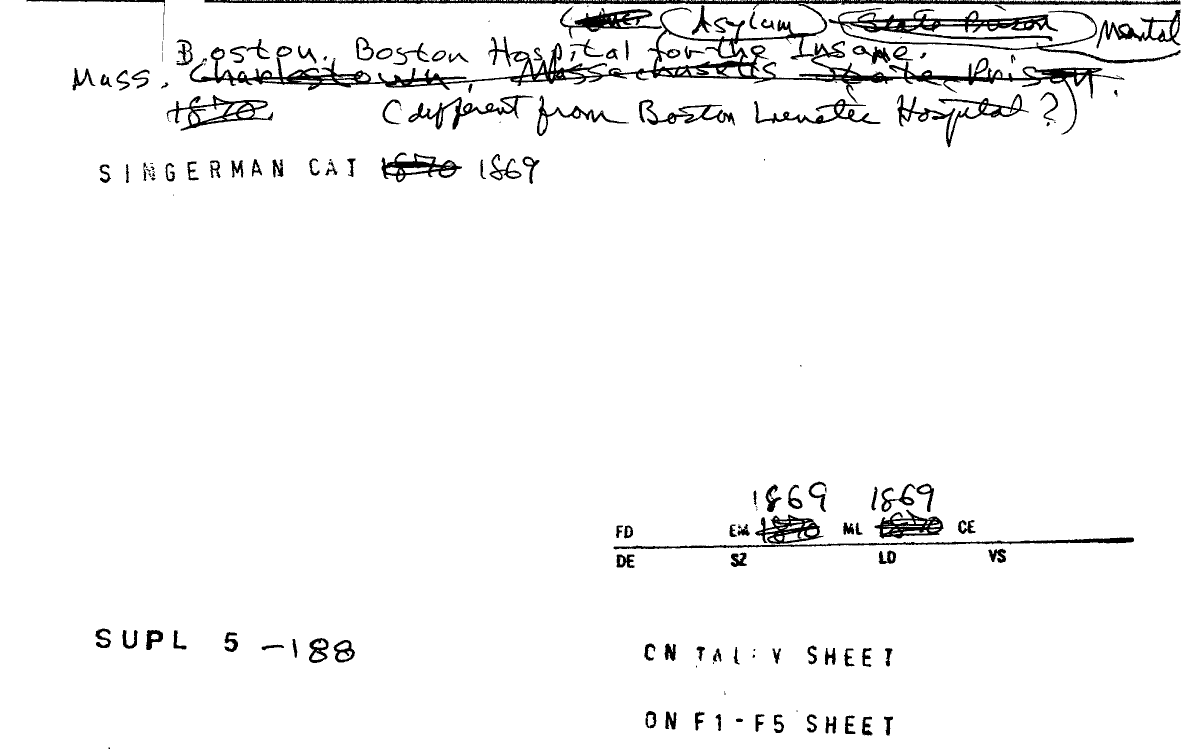 Asylum State Prison Mental
Boston. Boston Hospital for the Insane.
Mass. Charlestown, Massachusetts State Prison.
1870. (different from Boston Lunatic Hospital?)
SINGERMAN CAT 1870 1869
1869 1869
FD EM 1870 ML 1870 CE
DE SZ LD VS
SUPL 5 -188
ON TALLY SHEET
ON F1-F5 SHEET